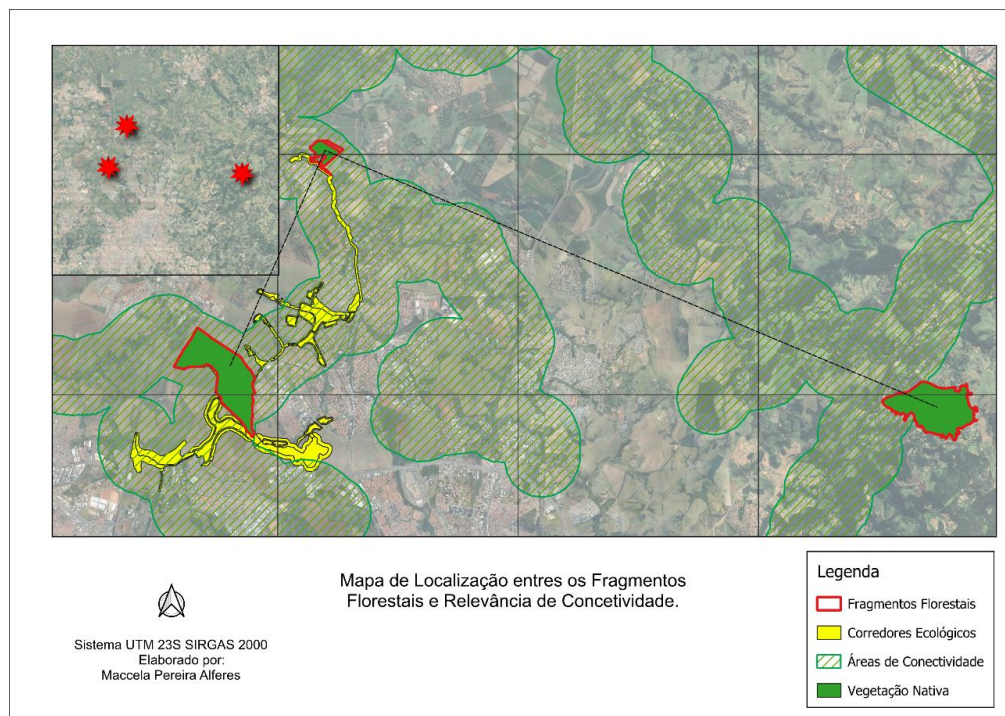 Mapa de Localização entres os Fragmentos
Florestais e Relevância de Concetividade.
Sistema UTM 23S SIRGAS 2000
Elaborado por:
Maccela Pereira Alferes
Legenda
Fragmentos Florestais
Corredores Ecológicos
Áreas de Conectividade
Vegetação Nativa